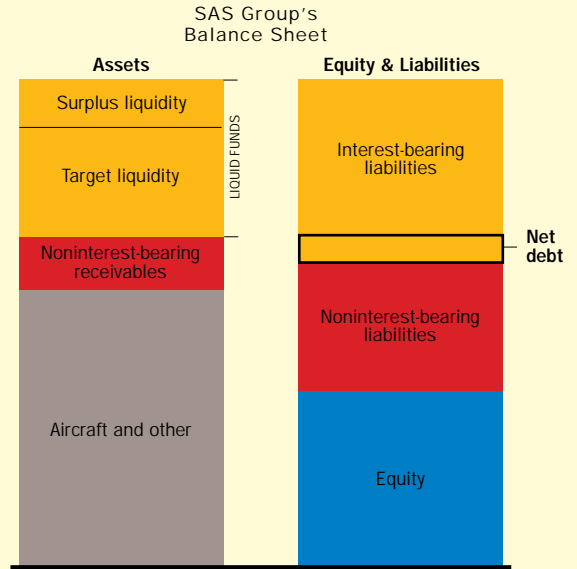 SAS Group's
Balance Sheet
Assets
Surplus liquidity
Target liquidity
LIQUID FUNDS
Noninterest-bearing
receivables
Aircraft and other
Equity & Liabilities
Interest-bearing
liabilities
Net
debt
Noninterest-bearing
liabilities
Equity